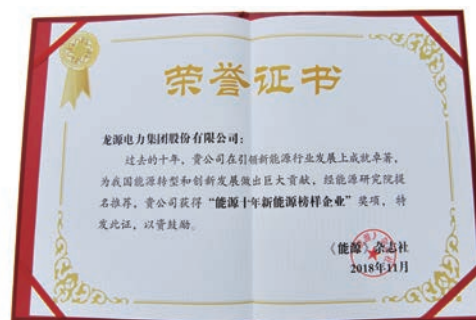 荣誉证书
龙源电力集团股份有限公司：
过去的十年，贵公司在引领新能源行业发展上成就卓著，
为我国能源转型和创新发展做出巨大贡献，经能源研究院提
名推荐，贵公司获得“能源十年新能源榜样企业”奖项，特
发此证，以资鼓励。
《能源》杂志社
2018年11月